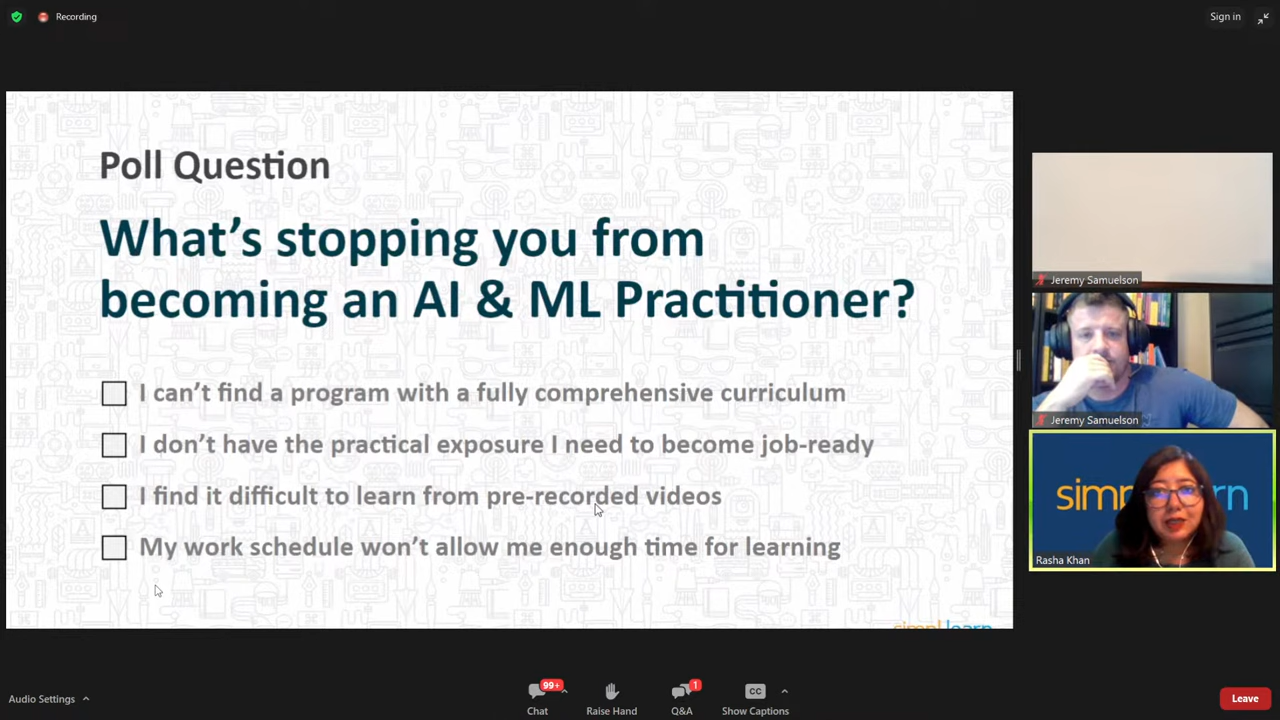 Recording
Sign in
Poll Question
What's stopping you from
becoming an AI & ML Practitioner?
I can't find a program with a fully comprehensive curriculum
I don't have the practical exposure I need to become job-ready
I find it difficult to learn from pre-recorded videos
My work schedule won't allow me enough time for learning
simplilearn
Jeremy Samuelson
Jeremy Samuelson
Rasha Khan
Audio Settings
99+
Chat
Raise Hand
1
Q&A
CC
Show Captions
Leave